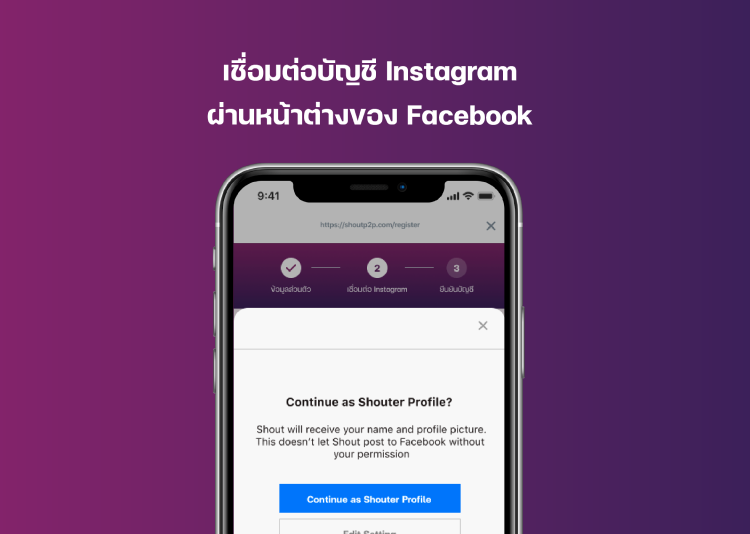 เชื่อมต่อบัญชี Instagram
ผ่านหน้าต่างของ Facebook
9:41
https://shoutp2p.com/register
2
3
ข้อมูลส่วนตัว
เชื่อมต่อ Instagram
ยืนยันบัญชี
Continue as Shouter Profile?
Shout will receive your name and profile picture.
This doesn't let Shout post to Facebook without
your permission
Continue as Shouter Profile
Edit Setting